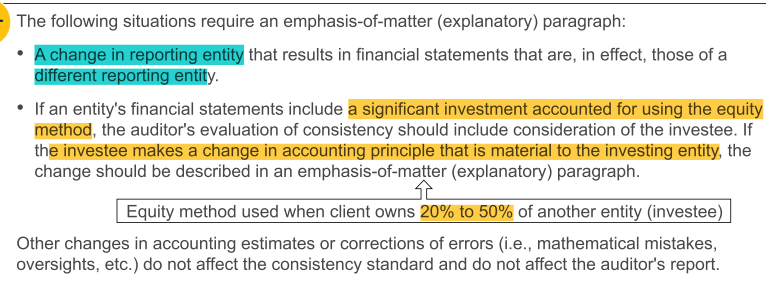 The following situations require an emphasis-of-matter (explanatory) paragraph:
• A change in reporting entity that results in financial statements that are, in effect, those of a
different reporting entity.
• If an entity's financial statements include a significant investment accounted for using the equity
method, the auditor's evaluation of consistency should include consideration of the investee. If
the investee makes a change in accounting principle that is material to the investing entity, the
change should be described in an emphasis-of-matter (explanatory) paragraph.
Equity method used when client owns 20% to 50% of another entity (investee)
Other changes in accounting estimates or corrections of errors (i.e., mathematical mistakes,
oversights, etc.) do not affect the consistency standard and do not affect the auditor's report.